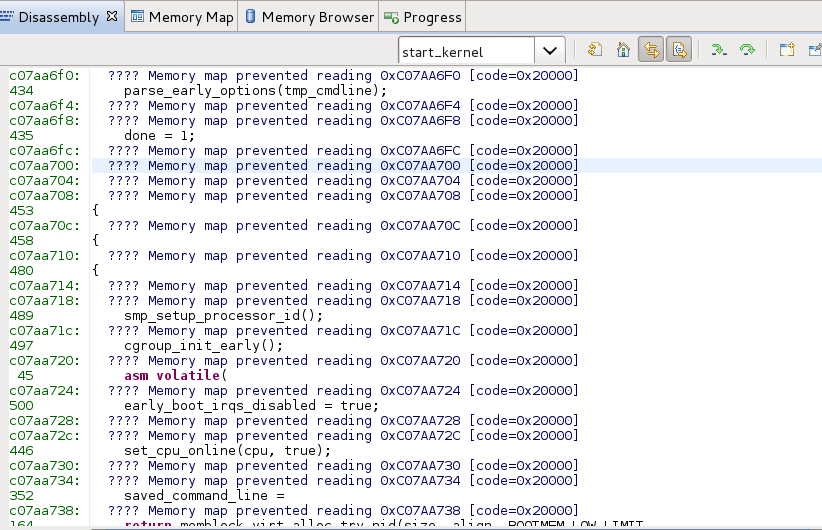 Disassembly Memory Map Memory Browser Progress
start_kernel
c07aa6f0: ???? Memory map prevented reading 0xC07AA6F0 [code=0x20000]
434 parse_early_options(tmp_cmdline);
c07aa6f4: ???? Memory map prevented reading 0xC07AA6F4 [code=0x20000]
c07aa6f8: ???? Memory map prevented reading 0xC07AA6F8 [code=0x20000]
435 done = 1;
c07aa6fc: ???? Memory map prevented reading 0xC07AA6FC [code=0x20000]
c07aa700: ???? Memory map prevented reading 0xC07AA700 [code=0x20000]
c07aa704: ???? Memory map prevented reading 0xC07AA704 [code=0x20000]
c07aa708: ???? Memory map prevented reading 0xC07AA708 [code=0x20000]
453 {
c07aa70c: ???? Memory map prevented reading 0xC07AA70C [code=0x20000]
458 {
c07aa710: ???? Memory map prevented reading 0xC07AA710 [code=0x20000]
480 {
c07aa714: ???? Memory map prevented reading 0xC07AA714 [code=0x20000]
c07aa718: ???? Memory map prevented reading 0xC07AA718 [code=0x20000]
489 smp_setup_processor_id();
c07aa71c: ???? Memory map prevented reading 0xC07AA71C [code=0x20000]
497 cgroup_init_early();
c07aa720: ???? Memory map prevented reading 0xC07AA720 [code=0x20000]
45 asm volatile(
c07aa724: ???? Memory map prevented reading 0xC07AA724 [code=0x20000]
500 early_boot_irqs_disabled = true;
c07aa728: ???? Memory map prevented reading 0xC07AA728 [code=0x20000]
c07aa72c: ???? Memory map prevented reading 0xC07AA72C [code=0x20000]
446 set_cpu_online(cpu, true);
c07aa730: ???? Memory map prevented reading 0xC07AA730 [code=0x20000]
c07aa734: ???? Memory map prevented reading 0xC07AA734 [code=0x20000]
352 saved_command_line =
c07aa738: ???? Memory map prevented reading 0xC07AA738 [code=0x20000]
164 return memblock_virt_alloc_try_nid(size, align, BOOTMEM_LOW_LIMIT,